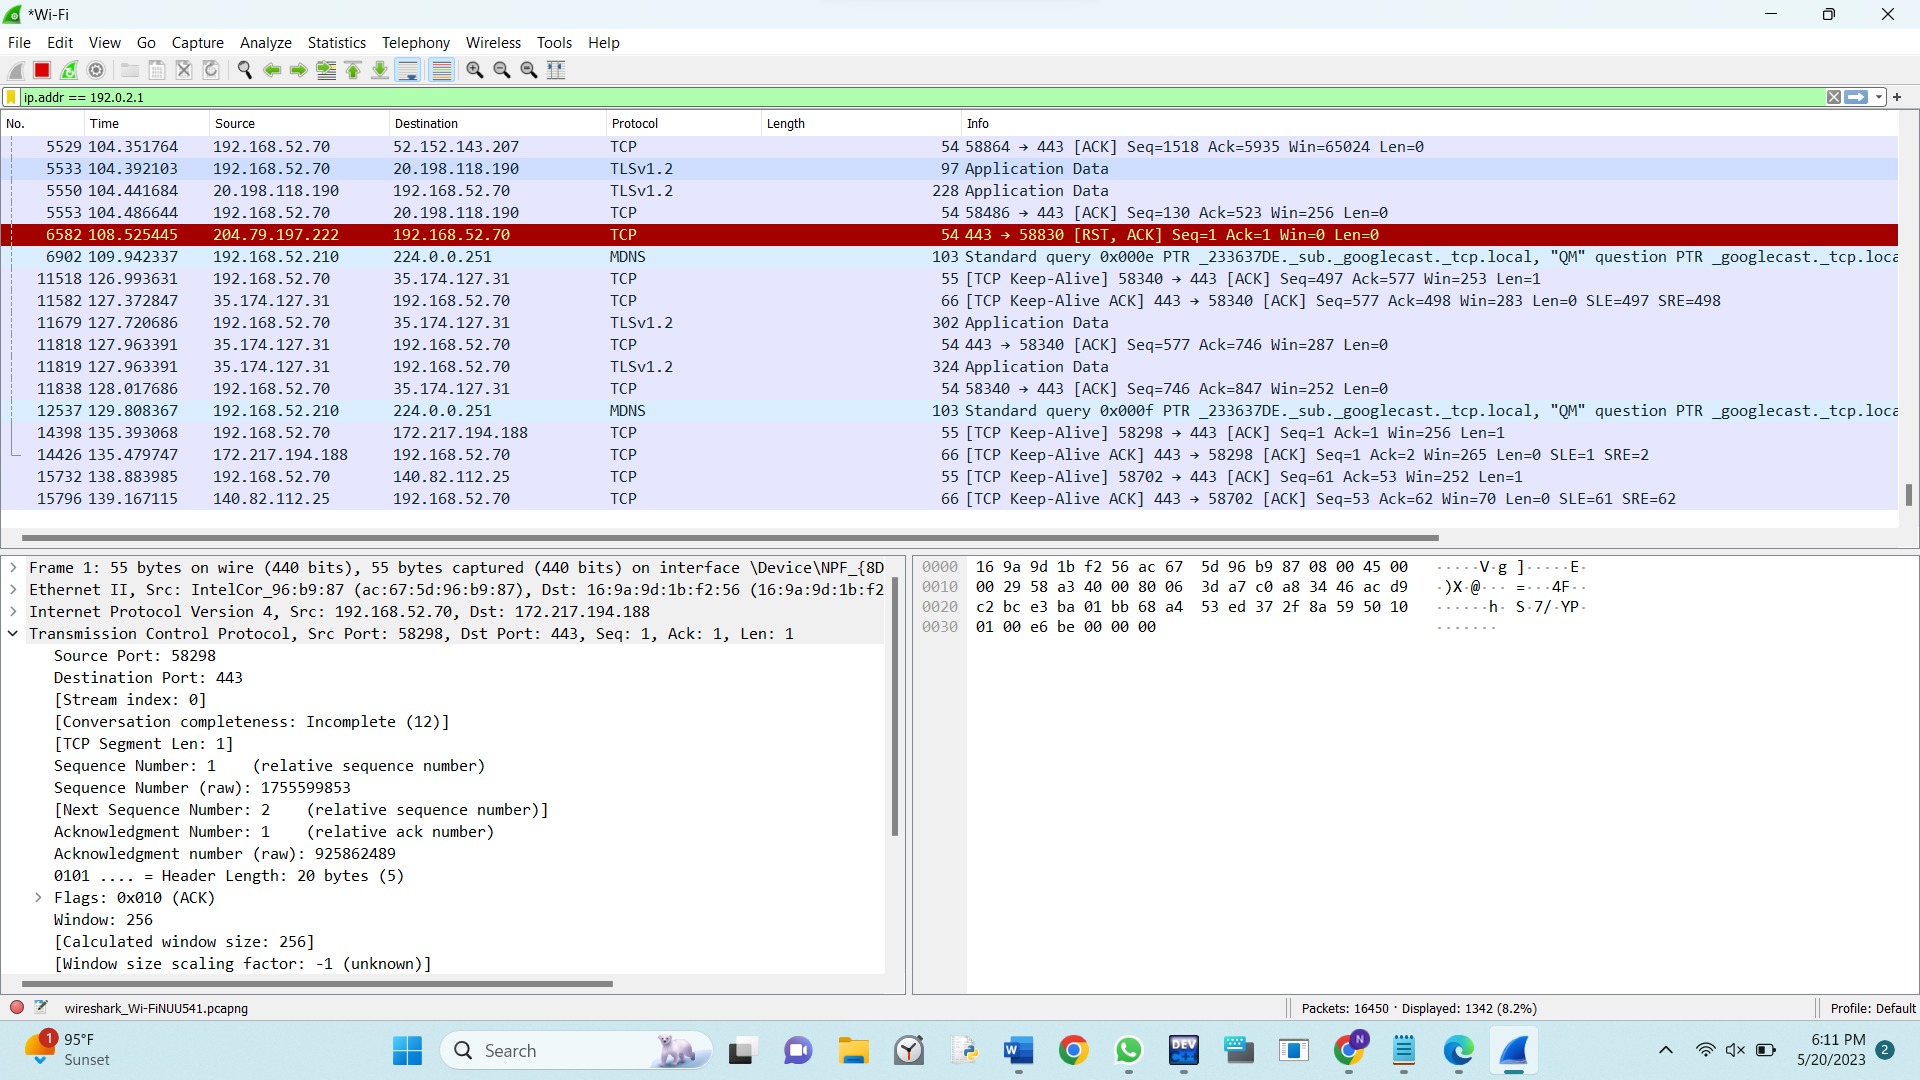 *Wi-Fi
File Edit View Go Capture Analyze Statistics Telephony Wireless Tools Help
ip.addr == 192.0.2.1
No. Time Source Destination Protocol Length Info
5529 104.351764 192.168.52.70 52.152.143.207 TCP 54 58864 → 443 [ACK] Seq=1518 Ack=5935 Win=65024 Len=0
5533 104.392103 192.168.52.70 20.198.118.190 TLSv1.2 97 Application Data
5550 104.441684 20.198.118.190 192.168.52.70 TLSv1.2 228 Application Data
5553 104.486644 192.168.52.70 20.198.118.190 TCP 54 58486 → 443 [ACK] Seq=130 Ack=523 Win=256 Len=0
6582 108.525445 204.79.197.222 192.168.52.70 TCP 54 443 → 58830 [RST, ACK] Seq=1 Ack=1 Win=0 Len=0
6902 109.942337 192.168.52.210 224.0.0.251 MDNS 103 Standard query 0x000e PTR _233637DE._sub._googlecast._tcp.local, "QM" question PTR _googlecast._tcp.loca
11518 126.993631 192.168.52.70 35.174.127.31 TCP 55 [TCP Keep-Alive] 58340 → 443 [ACK] Seq=497 Ack=577 Win=253 Len=1
11582 127.372847 35.174.127.31 192.168.52.70 TCP 66 [TCP Keep-Alive ACK] 443 → 58340 [ACK] Seq=577 Ack=498 Win=283 Len=0 SLE=497 SRE=498
11679 127.720686 192.168.52.70 35.174.127.31 TLSv1.2 302 Application Data
11818 127.963391 35.174.127.31 192.168.52.70 TCP 54 443 → 58340 [ACK] Seq=577 Ack=746 Win=287 Len=0
11819 127.963391 35.174.127.31 192.168.52.70 TLSv1.2 324 Application Data
11838 128.017686 192.168.52.70 35.174.127.31 TCP 54 58340 → 443 [ACK] Seq=746 Ack=847 Win=252 Len=0
12537 129.808367 192.168.52.210 224.0.0.251 MDNS 103 Standard query 0x000f PTR _233637DE._sub._googlecast._tcp.local, "QM" question PTR _googlecast._tcp.loca
14398 135.393068 192.168.52.70 172.217.194.188 TCP 55 [TCP Keep-Alive] 58298 → 443 [ACK] Seq=1 Ack=1 Win=256 Len=1
14426 135.479747 172.217.194.188 192.168.52.70 TCP 66 [TCP Keep-Alive ACK] 443 → 58298 [ACK] Seq=1 Ack=2 Win=265 Len=0 SLE=1 SRE=2
15732 138.883985 192.168.52.70 140.82.112.25 TCP 55 [TCP Keep-Alive] 58702 → 443 [ACK] Seq=61 Ack=53 Win=252 Len=1
15796 139.167115 140.82.112.25 192.168.52.70 TCP 66 [TCP Keep-Alive ACK] 443 → 58702 [ACK] Seq=53 Ack=62 Win=70 Len=0 SLE=61 SRE=62
Frame 1: 55 bytes on wire (440 bits), 55 bytes captured (440 bits) on interface \Device\NPF_{8D
Ethernet II, Src: IntelCor_96:b9:87 (ac:67:5d:96:b9:87), Dst: 16:9a:9d:1b:f2:56 (16:9a:9d:1b:f2
Internet Protocol Version 4, Src: 192.168.52.70, Dst: 172.217.194.188
Transmission Control Protocol, Src Port: 58298, Dst Port: 443, Seq: 1, Ack: 1, Len: 1
Source Port: 58298
Destination Port: 443
[Stream index: 0]
[Conversation completeness: Incomplete (12)]
[TCP Segment Len: 1]
Sequence Number: 1 (relative sequence number)
Sequence Number (raw): 1755599853
[Next Sequence Number: 2 (relative sequence number)]
Acknowledgment Number: 1 (relative ack number)
Acknowledgment number (raw): 925862489
0101 .... = Header Length: 20 bytes (5)
Flags: 0x010 (ACK)
Window: 256
[Calculated window size: 256]
[Window size scaling factor: -1 (unknown)]
0000 16 9a 9d 1b f2 56 ac 67 5d 96 b9 87 08 00 45 00 ·····V·g ]·····E·
0010 00 29 58 a3 40 00 80 06 3d a7 c0 a8 34 46 ac d9 ·)X·@··· =···4F··
0020 c2 bc e3 ba 01 bb 68 a4 53 ed 37 2f 8a 59 50 10 ······h· S·7/·YP·
0030 01 00 e6 be 00 00 00 ·······
wireshark_Wi-FiNUU541.pcapng
Packets: 16450 · Displayed: 1342 (8.2%)
Profile: Default
1
95°F
Sunset
Search
W
DEV
C++
N
6:11 PM
5/20/2023
2